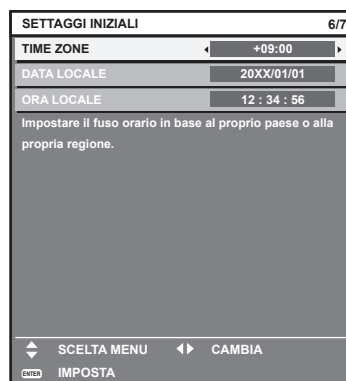 SETTAGGI INIZIALI 6/7
TIME ZONE +09:00
DATA LOCALE 20XX/01/01
ORA LOCALE 12 : 34 : 56
Impostare il fuso orario in base al proprio paese o alla
propria regione.
SCELTA MENU CAMBIA
ENTER IMPOSTA